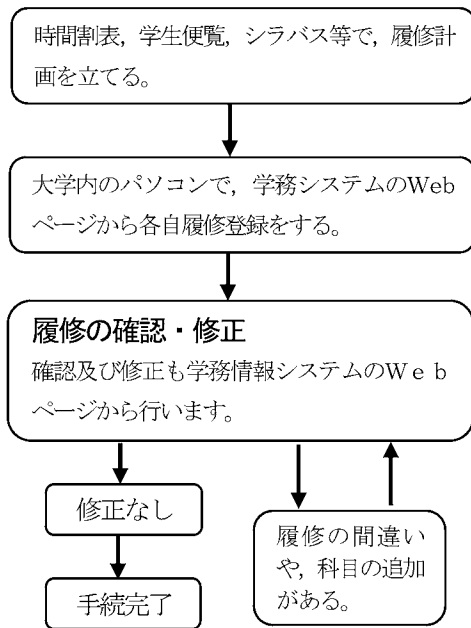 時間割表，学生便覧，シラバス等で，履修計
画を立てる。
大学内のパソコンで，学務システムのWeb
ページから各自履修登録をする。
履修の確認・修正
確認及び修正も学務情報システムのＷｅｂ
ページから行います。
修正なし
手続完了
履修の間違い
や，科目の追加
がある。